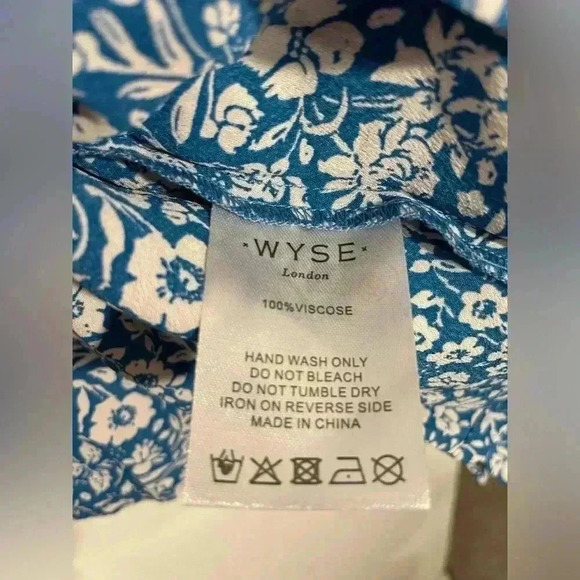 ·WYSE·
London
100%VISCOSE
HAND WASH ONLY
DO NOT BLEACH
DO NOT TUMBLE DRY
IRON ON REVERSE SIDE
MADE IN CHINA